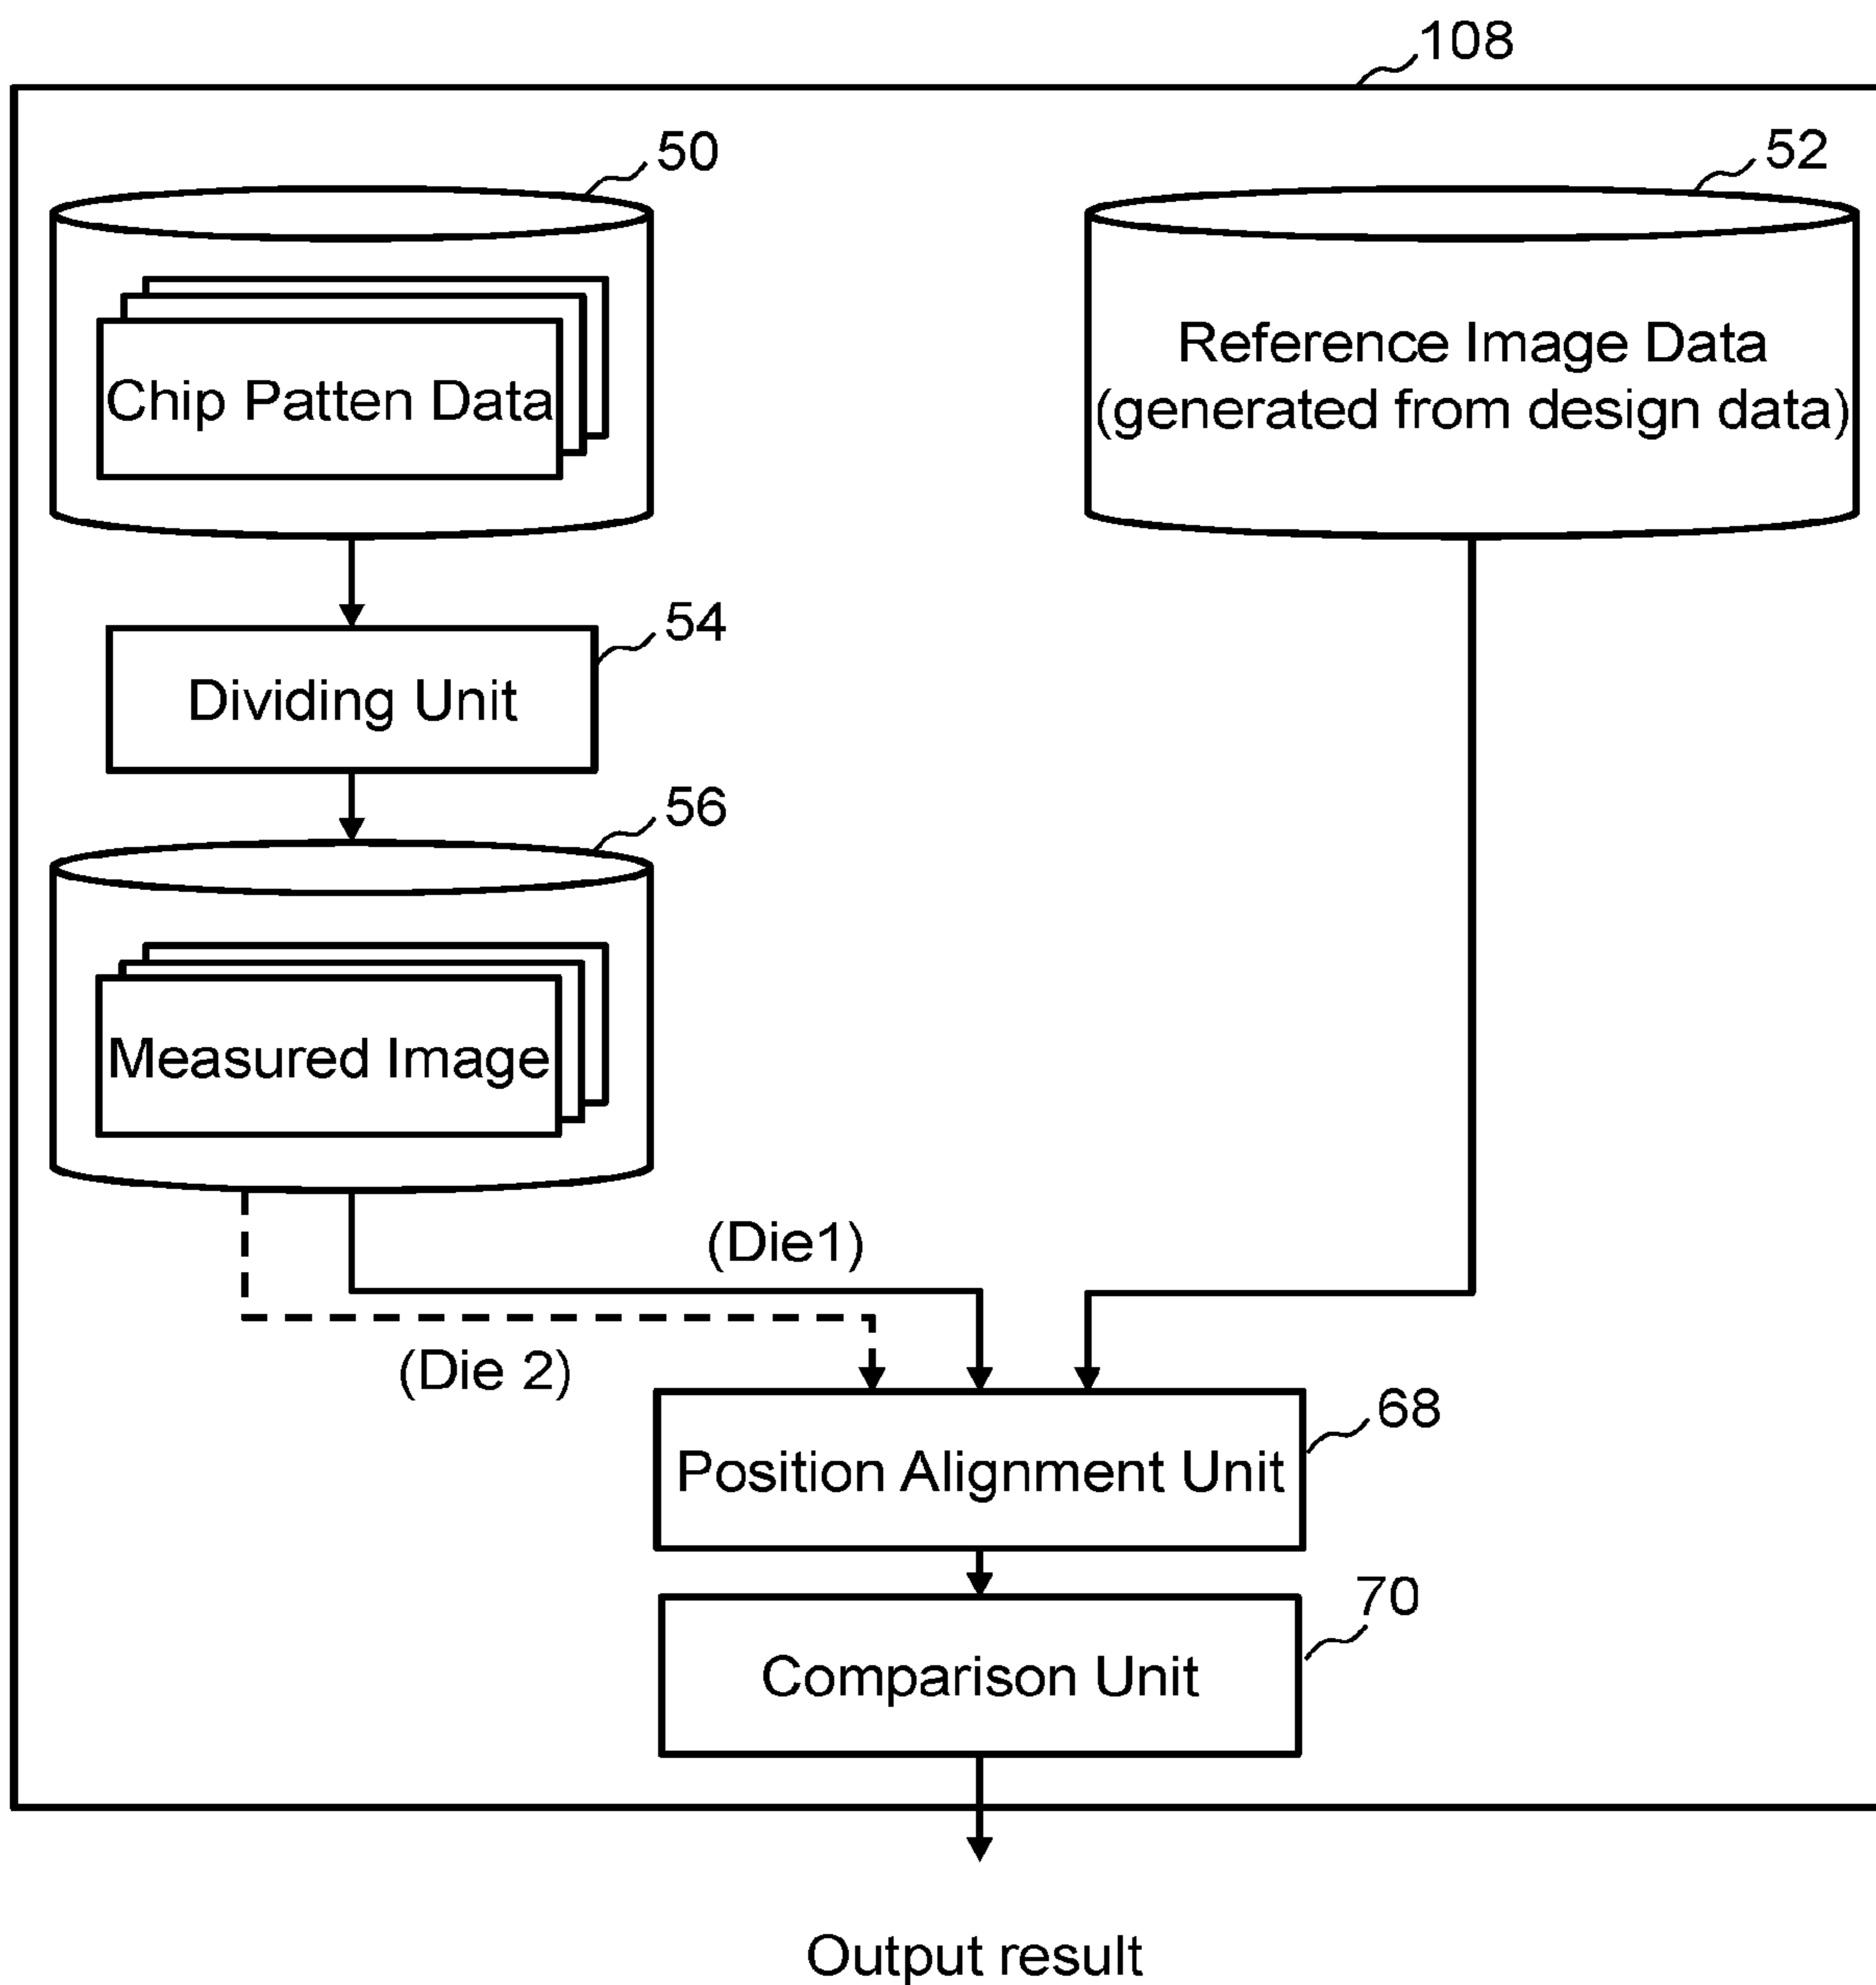 108
50
52
Chip Patten Data
Reference Image Data
(generated from design data)
54
Dividing Unit
56
Measured Image
(Die1)
(Die 2)
68
Position Alignment Unit
70
Comparison Unit
Output result